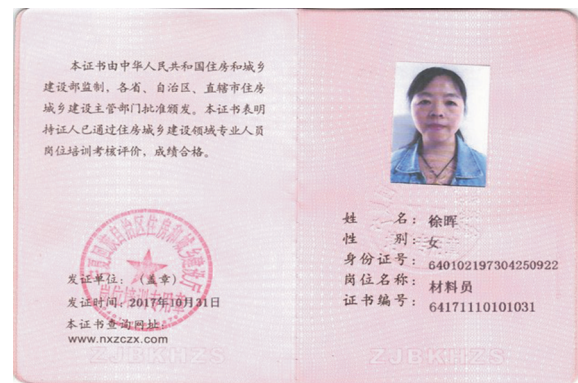 本证书由中华人民共和国住房和城乡
建设部监制，各省、自治区、直辖市住房
城乡建设主管部门批准颁发。本证书表明
持证人已通过住房城乡建设领域专业人员
岗位培训考核评价，成绩合格。
发证单位：（盖章）
发证时间：2017年10月31日
本证书查询网址：
www.nxzczx.com
ZJBKHZS
姓 名：徐晖
性 别：女
身份证号：640102197304250922
岗位名称：材料员
证书编号：64171110101031
ZJBKHZS